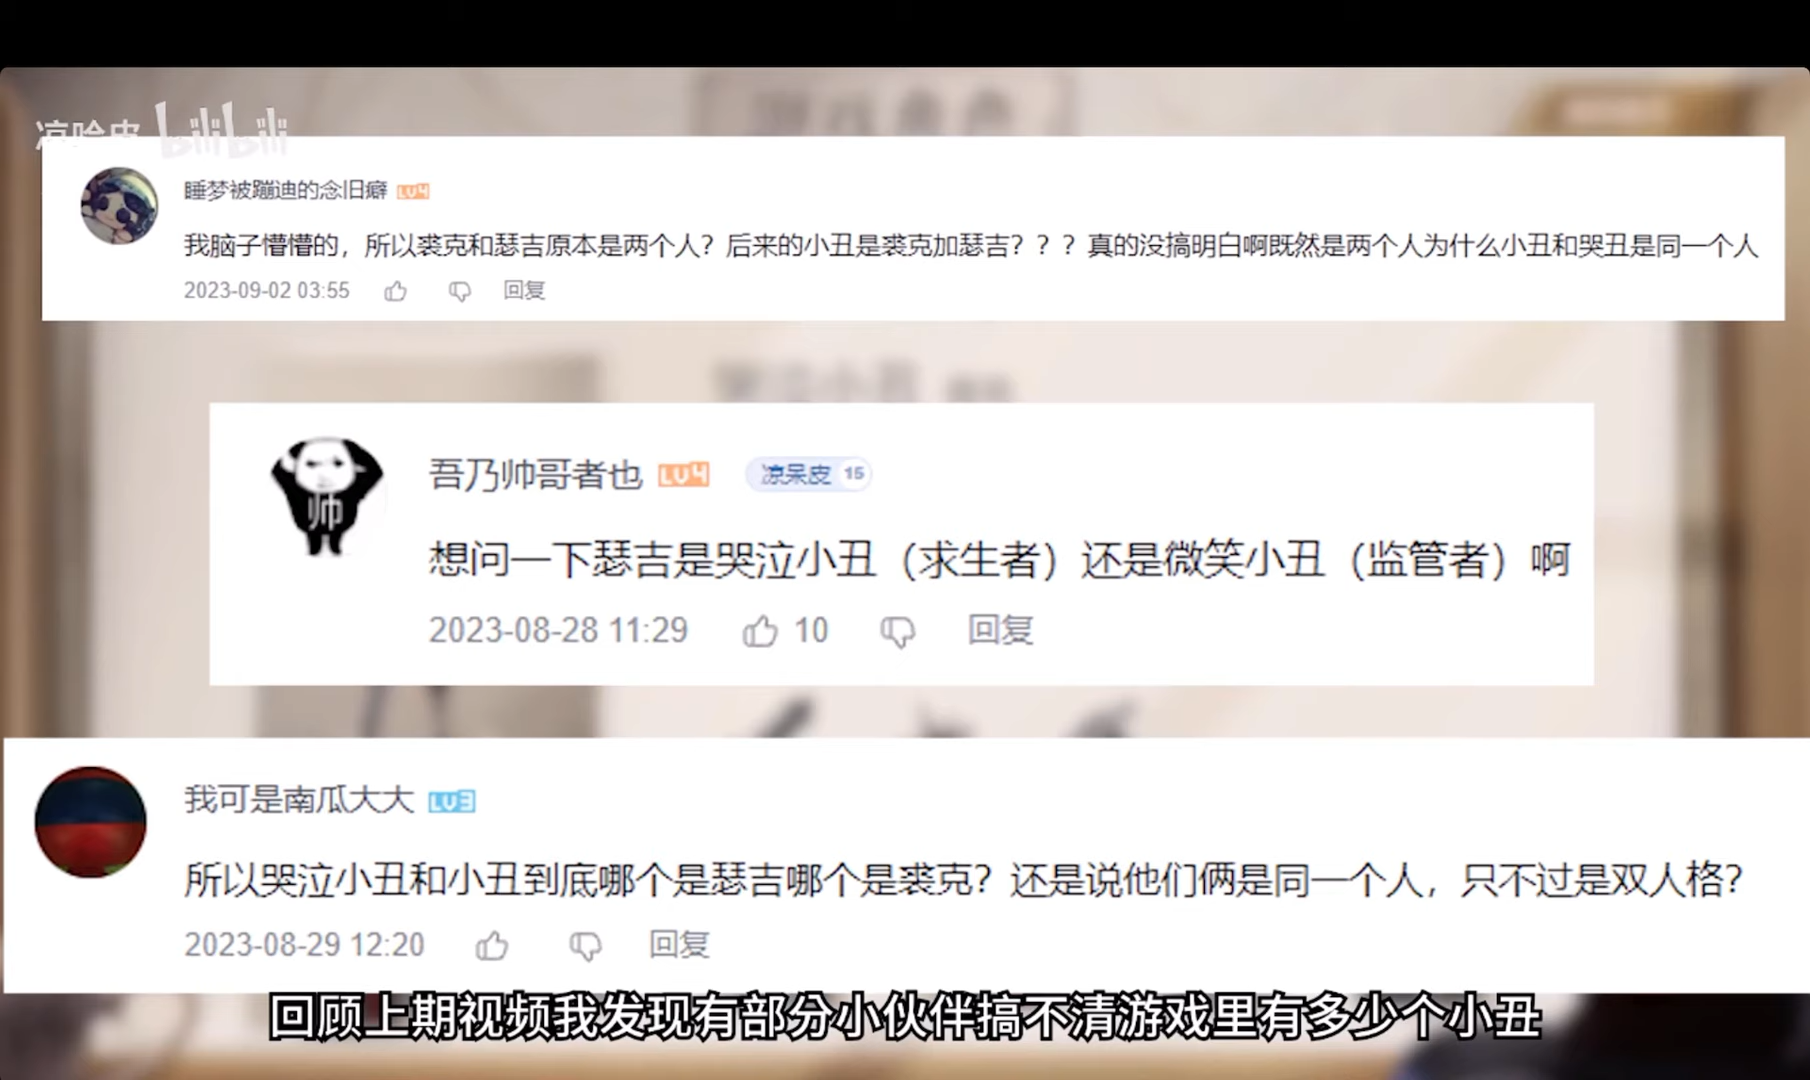 凉哈皮 bilibili
睡梦被蹦迪的念旧癖 LV4
我脑子懵懵的，所以裘克和瑟吉原本是两个人？后来的小丑是裘克加瑟吉？？？真的没搞明白啊既然是两个人为什么小丑和哭丑是同一个人
2023-09-02 03:55 回复
吾乃帅哥者也 LV4 凉呆皮 15
帅
想问一下瑟吉是哭泣小丑（求生者）还是微笑小丑（监管者）啊
2023-08-28 11:29 10 回复
我可是南瓜大大 LV3
所以哭泣小丑和小丑到底哪个是瑟吉哪个是裘克？还是说他们俩是同一个人，只不过是双人格？
2023-08-29 12:20 回复
回顾上期视频我发现有部分小伙伴搞不清游戏里有多少个小丑